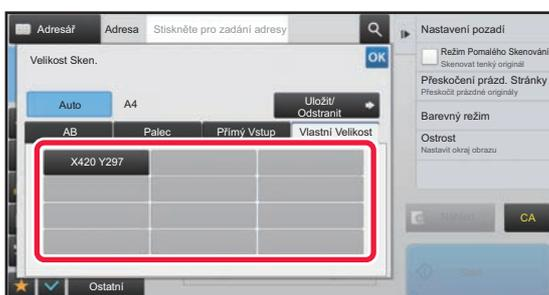 Adresář
Adresa
Stiskněte pro zadání adresy
Velikost Sken.
OK
Auto
A4
Uložit/
Odstranit
AB
Palec
Přímý Vstup
Vlastní Velikost
X420 Y297
Ostatní
Nastavení pozadí
Režim Pomalého Skenování
Skenovat tenký originál
Přeskočení prázd. Stránky
Přeskočit prázdné originály
Barevný režim
Ostrost
Nastavit okraj obrazu
Náhled
CA
Start